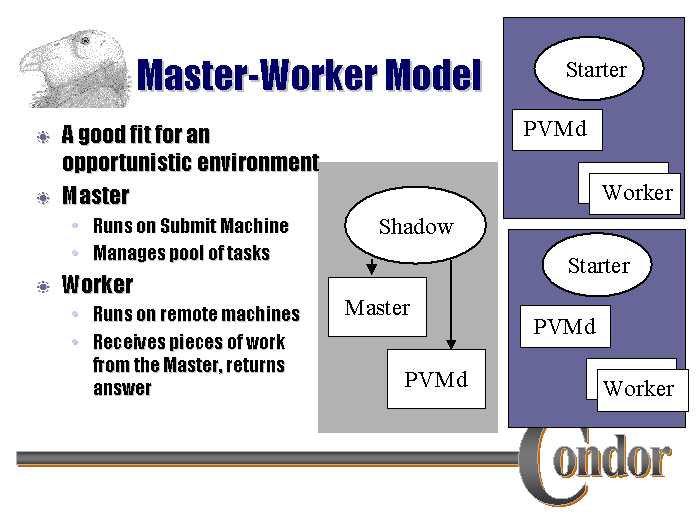 Master-Worker Model
A good fit for an
opportunistic environment
Master
Runs on Submit Machine
Manages pool of tasks
Worker
Runs on remote machines
Receives pieces of work
from the Master, returns
answer
Shadow
Master
PVMd
Starter
PVMd
Worker
Starter
PVMd
Worker
Condor